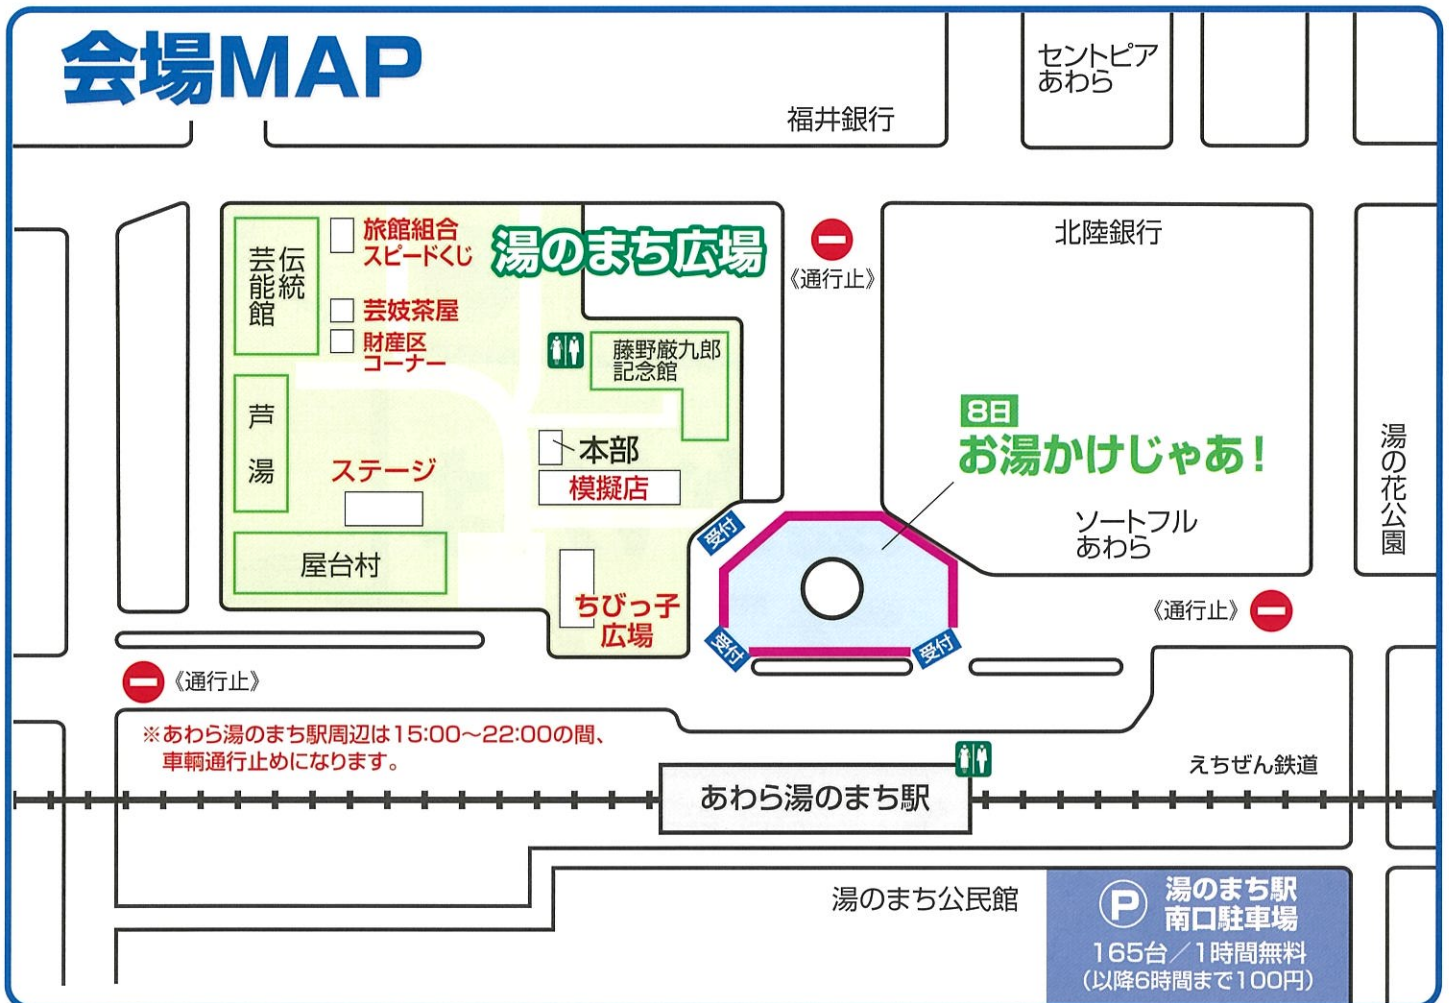 会場MAP
セントピア
あわら
福井銀行
旅館組合
スピードくじ
湯のまち広場
《通行止》
北陸銀行
伝統
芸能館
芸妓茶屋
財産区
コーナー
藤野厳九郎
記念館
芦湯
8日
お湯かけじゃあ!
本部
模擬店
ステージ
受付
ソートフル
あわら
湯の花公園
屋台村
ちびっ子
広場
《通行止》
受付
受付
《通行止》
※あわら湯のまち駅周辺は15:00〜22:00の間、
車輌通行止めになります。
えちぜん鉄道
あわら湯のまち駅
湯のまち公民館
P
湯のまち駅
南口駐車場
165台/1時間無料
(以降6時間まで100円)